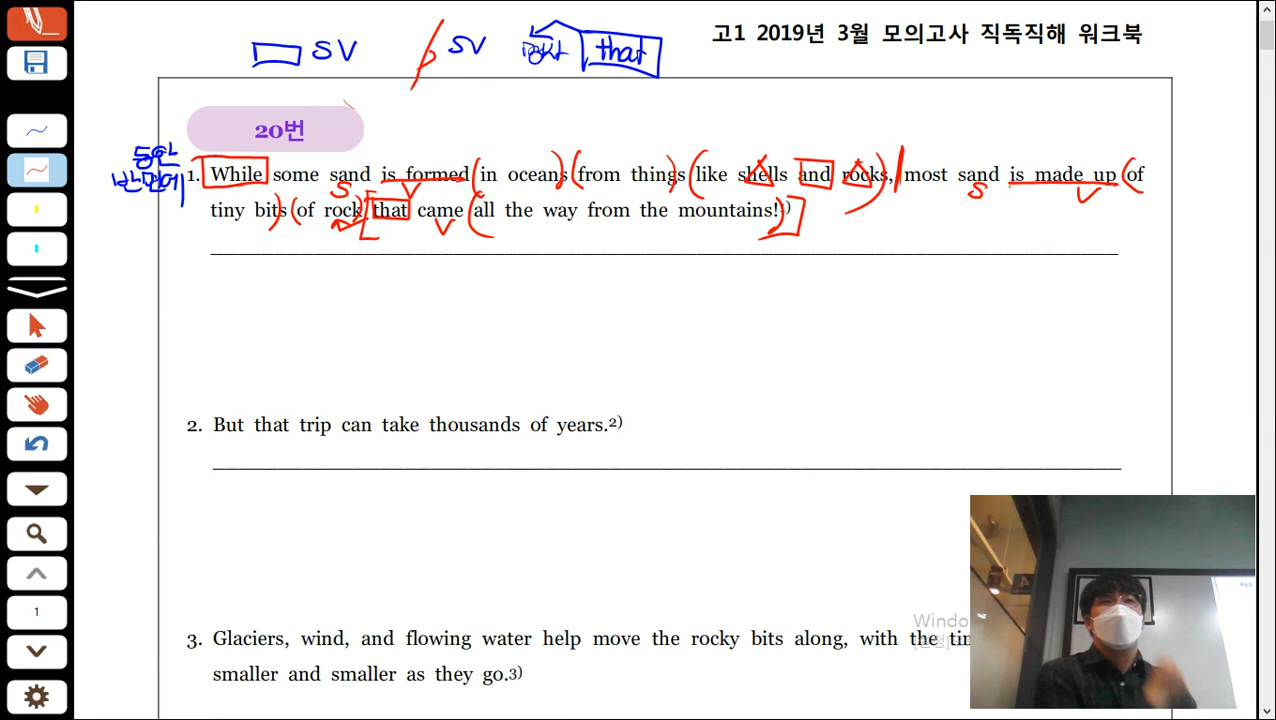 고1 2019년 3월 모의고사 직독직해 워크북
SV SV 명사 that
20번
동안
반면에
1. While some sand is formed in oceans from things like shells and rocks, most sand is made up of
S V S V
tiny bits of rock that came all the way from the mountains!1)
V
2. But that trip can take thousands of years.2)
3. Glaciers, wind, and flowing water help move the rocky bits along, with the
smaller and smaller as they go.3)
1